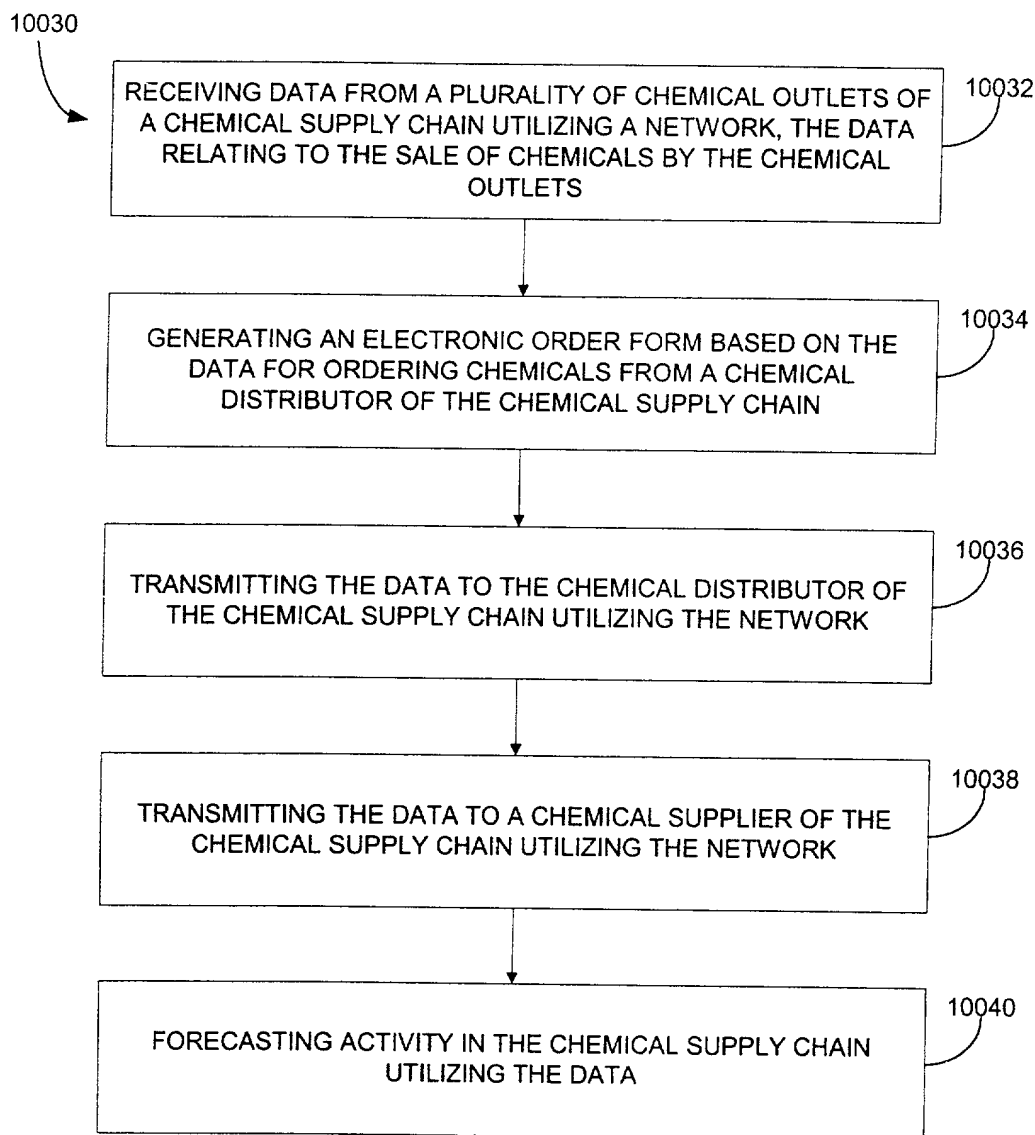 10030
RECEIVING DATA FROM A PLURALITY OF CHEMICAL OUTLETS OF
A CHEMICAL SUPPLY CHAIN UTILIZING A NETWORK, THE DATA
RELATING TO THE SALE OF CHEMICALS BY THE CHEMICAL
OUTLETS
10032
GENERATING AN ELECTRONIC ORDER FORM BASED ON THE
DATA FOR ORDERING CHEMICALS FROM A CHEMICAL
DISTRIBUTOR OF THE CHEMICAL SUPPLY CHAIN
10034
TRANSMITTING THE DATA TO THE CHEMICAL DISTRIBUTOR OF
THE CHEMICAL SUPPLY CHAIN UTILIZING THE NETWORK
10036
TRANSMITTING THE DATA TO A CHEMICAL SUPPLIER OF THE
CHEMICAL SUPPLY CHAIN UTILIZING THE NETWORK
10038
FORECASTING ACTIVITY IN THE CHEMICAL SUPPLY CHAIN
UTILIZING THE DATA
10040